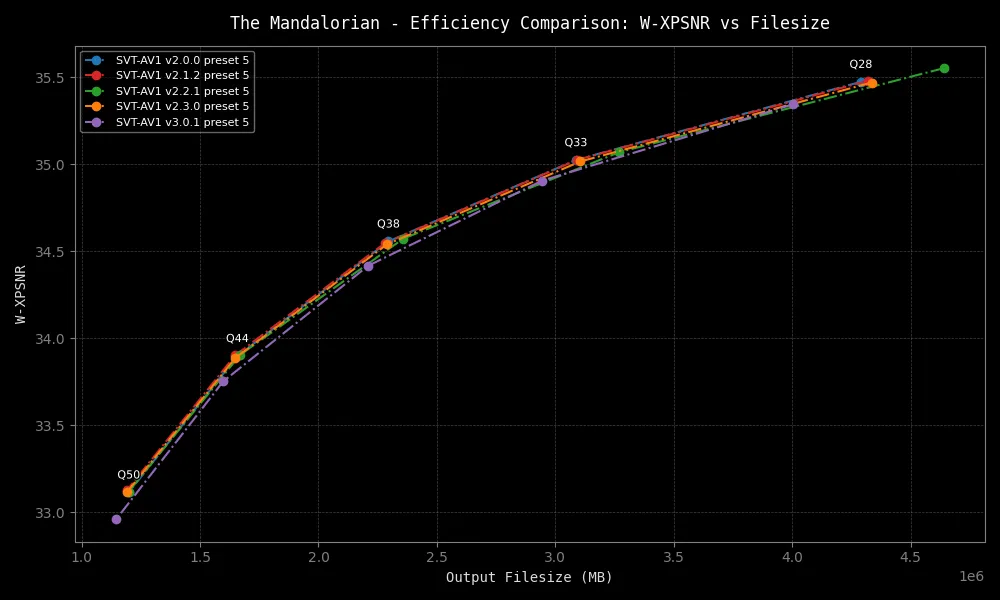 The Mandalorian - Efficiency Comparison: W-XPSNR vs Filesize
SVT-AV1 v2.0.0 preset 5
SVT-AV1 v2.1.2 preset 5
SVT-AV1 v2.2.1 preset 5
SVT-AV1 v2.3.0 preset 5
SVT-AV1 v3.0.1 preset 5
Q28
Q33
Q38
Q44
Q50
35.5
35.0
34.5
34.0
33.5
33.0
W-XPSNR
1.0 1.5 2.0 2.5 3.0 3.5 4.0 4.5
1e6
Output Filesize (MB)